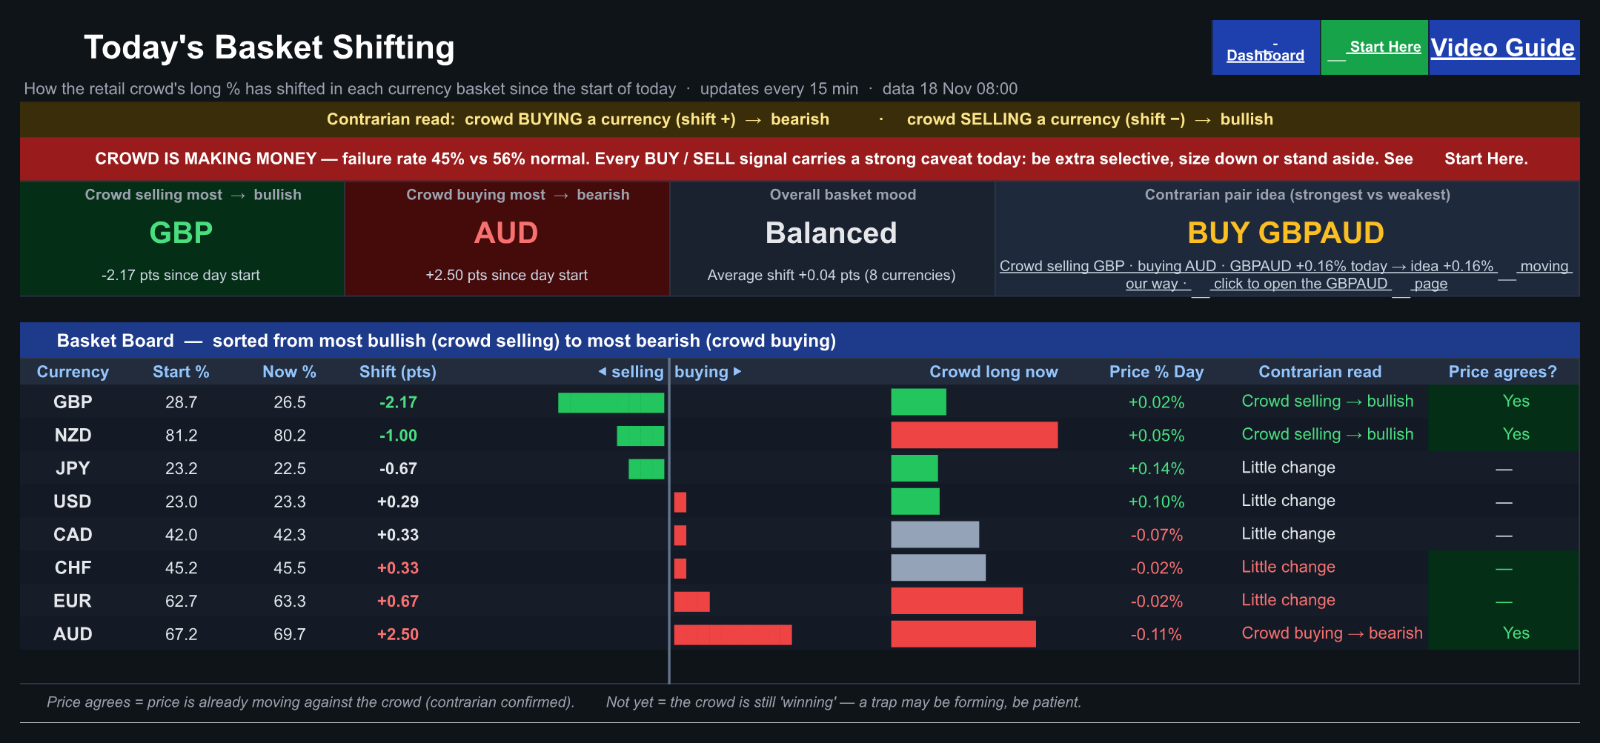 Today's Basket Shifting
Dashboard
Start Here
Video Guide
How the retail crowd's long % has shifted in each currency basket since the start of today · updates every 15 min · data 18 Nov 08:00
Contrarian read: crowd BUYING a currency (shift +) → bearish · crowd SELLING a currency (shift −) → bullish
CROWD IS MAKING MONEY — failure rate 45% vs 56% normal. Every BUY / SELL signal carries a strong caveat today: be extra selective, size down or stand aside. See Start Here.
Crowd selling most → bullish
GBP
-2.17 pts since day start
Crowd buying most → bearish
AUD
+2.50 pts since day start
Overall basket mood
Balanced
Average shift +0.04 pts (8 currencies)
Contrarian pair idea (strongest vs weakest)
BUY GBPAUD
Crowd selling GBP · buying AUD · GBPAUD +0.16% today → idea +0.16% moving
our way · click to open the GBPAUD page
Basket Board — sorted from most bullish (crowd selling) to most bearish (crowd buying)
Currency Start % Now % Shift (pts) ◄ selling buying ► Crowd long now Price % Day Contrarian read Price agrees?
GBP 28.7 26.5 -2.17 +0.02% Crowd selling → bullish Yes
NZD 81.2 80.2 -1.00 +0.05% Crowd selling → bullish Yes
JPY 23.2 22.5 -0.67 +0.14% Little change —
USD 23.0 23.3 +0.29 +0.10% Little change —
CAD 42.0 42.3 +0.33 -0.07% Little change —
CHF 45.2 45.5 +0.33 -0.02% Little change —
EUR 62.7 63.3 +0.67 -0.02% Little change —
AUD 67.2 69.7 +2.50 -0.11% Crowd buying → bearish Yes
Price agrees = price is already moving against the crowd (contrarian confirmed). Not yet = the crowd is still 'winning' — a trap may be forming, be patient.